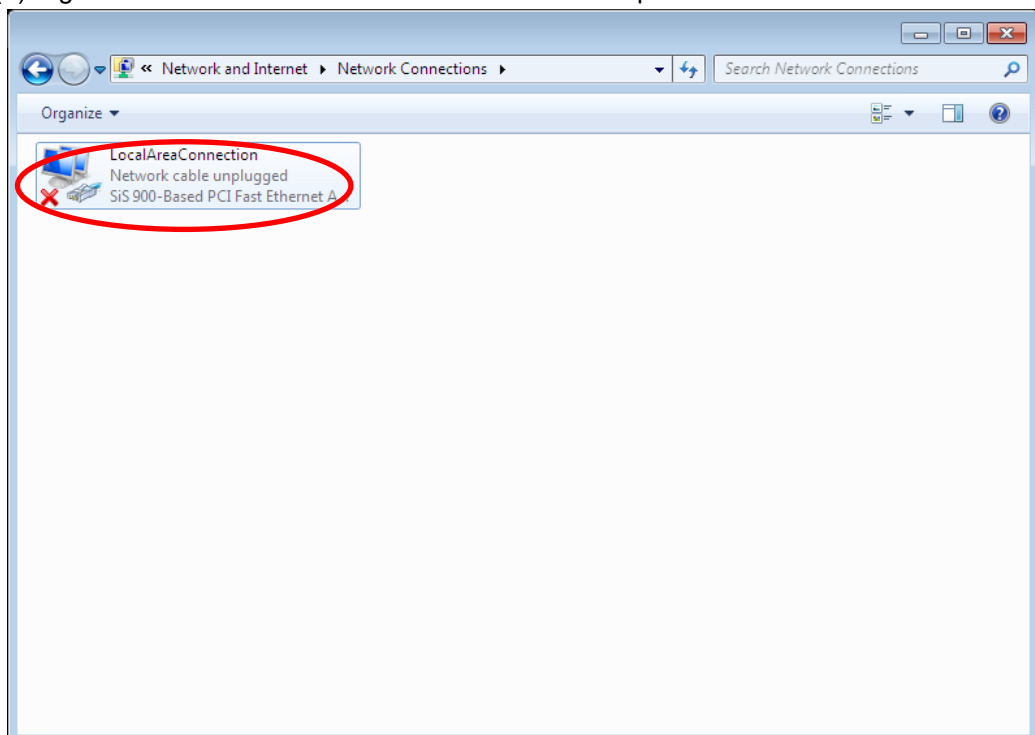 « Network and Internet ▸ Network Connections ▸
Search Network Connections
Organize
LocalAreaConnection
Network cable unplugged
SiS 900-Based PCI Fast Ethernet A...